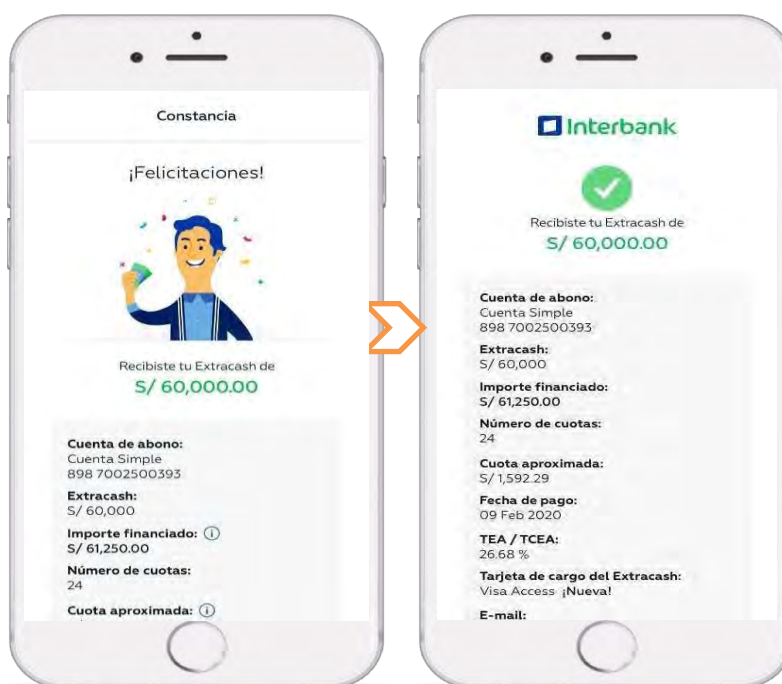 Constancia
¡Felicitaciones!
Recibiste tu Extracash de
S/ 60,000.00
Cuenta de abono:
Cuenta Simple
898 7002500393
Extracash:
S/ 60,000
Importe financiado:
S/ 61,250.00
Número de cuotas:
24
Cuota aproximada:
Interbank
Recibiste tu Extracash de
S/ 60,000.00
Cuenta de abono:
Cuenta Simple
898 7002500393
Extracash:
S/ 60,000
Importe financiado:
S/ 61,250.00
Número de cuotas:
24
Cuota aproximada:
S/ 1,592.29
Fecha de pago:
09 Feb 2020
TEA / TCEA:
26.68 %
Tarjeta de cargo del Extracash:
Visa Access ¡Nueva!
E-mail: